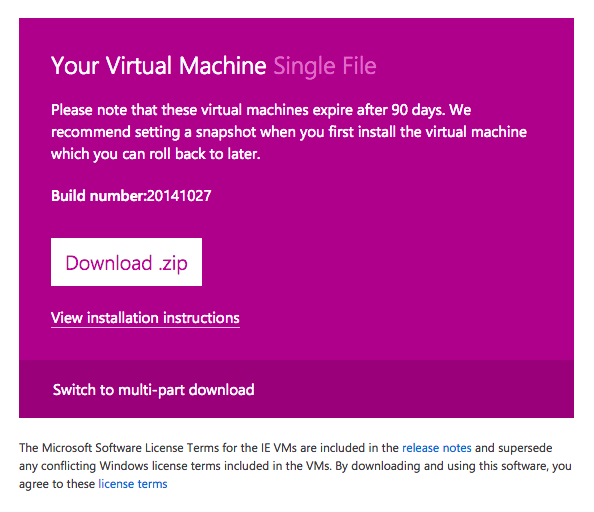 Your Virtual Machine Single File
Please note that these virtual machines expire after 90 days. We
recommend setting a snapshot when you first install the virtual machine
which you can roll back to later.
Build number:20141027
Download .zip
View installation instructions
Switch to multi-part download
The Microsoft Software License Terms for the IE VMs are included in the release notes and supersede
any conflicting Windows license terms included in the VMs. By downloading and using this software, you
agree to these license terms